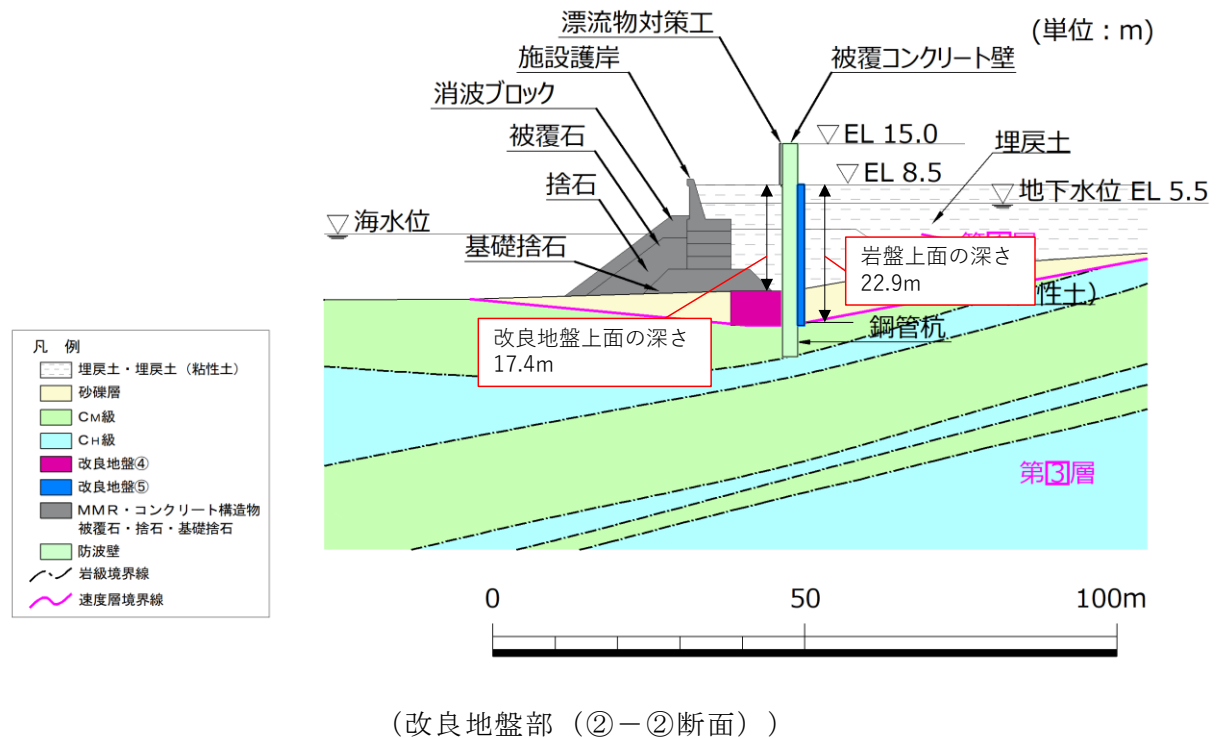 漂流物対策工
(単位：m)
施設護岸
被覆コンクリート壁
消波ブロック
▽EL 15.0
埋戻土
被覆石
▽EL 8.5
捨石
▽地下水位 EL 5.5
▽海水位
基礎捨石
岩盤上面の深さ
22.9m
性土）
改良地盤上面の深さ
17.4m
鋼管杭
凡　例
埋戻土・埋戻土（粘性土）
砂礫層
CM級
CH級
改良地盤④
改良地盤⑤
MMR・コンクリート構造物
被覆石・捨石・基礎捨石
防波壁
岩級境界線
速度層境界線
第3層
0
50
100m
(改良地盤部（②－②断面）)